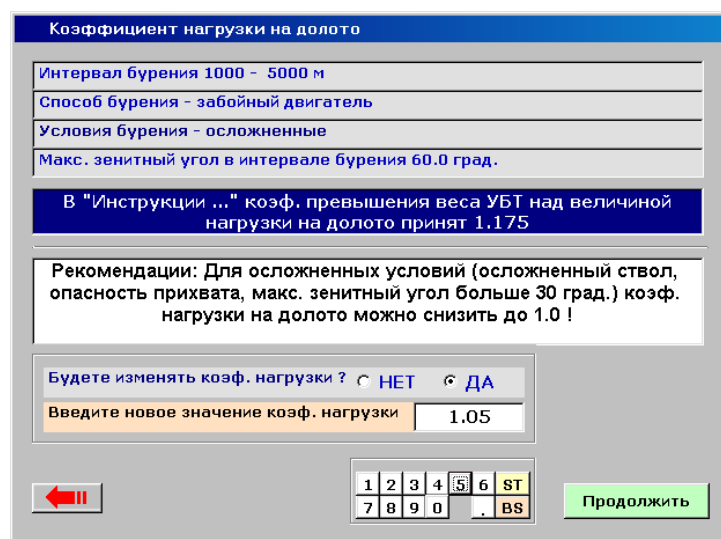 Коэффициент нагрузки на долото
Интервал бурения 1000 - 5000 м
Способ бурения - забойный двигатель
Условия бурения - осложненные
Макс. зенитный угол в интервале бурения 60.0 град.
В "Инструкции ..." коэф. превышения веса УБТ над величиной
нагрузки на долото принят 1.175
Рекомендации: Для осложненных условий (осложненный ствол,
опасность прихвата, макс. зенитный угол больше 30 град.) коэф.
нагрузки на долото можно снизить до 1.0 !
Будете изменять коэф. нагрузки ? НЕТ ДА
Введите новое значение коэф. нагрузки 1.05
1 2 3 4 5 6 ST
7 8 9 0 . BS
Продолжить